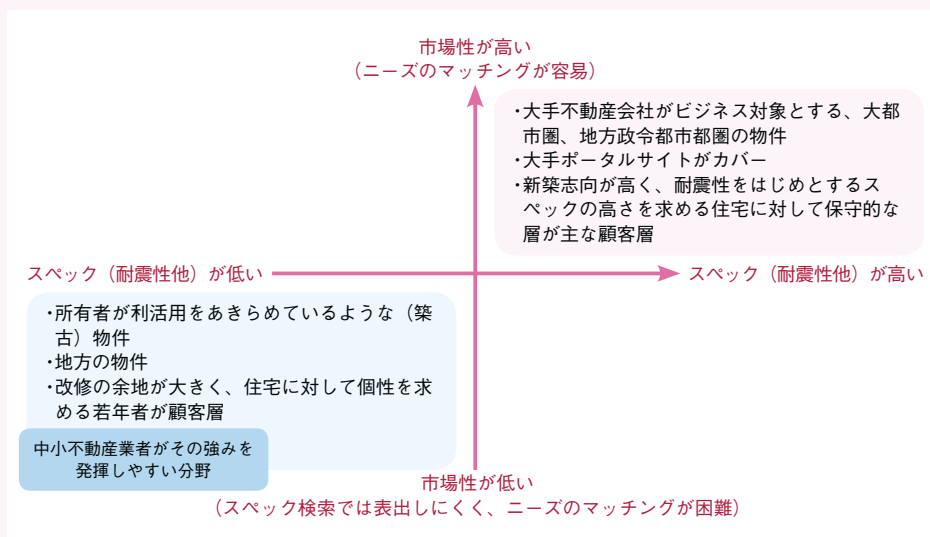 市場性が高い
（ニーズのマッチングが容易）
・大手不動産会社がビジネス対象とする、大都
市圏、地方政令都市都圏の物件
・大手ポータルサイトがカバー
・新築志向が高く、耐震性をはじめとするス
ペックの高さを求める住宅に対して保守的な
層が主な顧客層
スペック（耐震性他）が低い
スペック（耐震性他）が高い
・所有者が利活用をあきらめているような（築
古）物件
・地方の物件
・改修の余地が大きく、住宅に対して個性を求
める若年者が顧客層
中小不動産業者がその強みを
発揮しやすい分野
市場性が低い
（スペック検索では表出しにくく、ニーズのマッチングが困難）